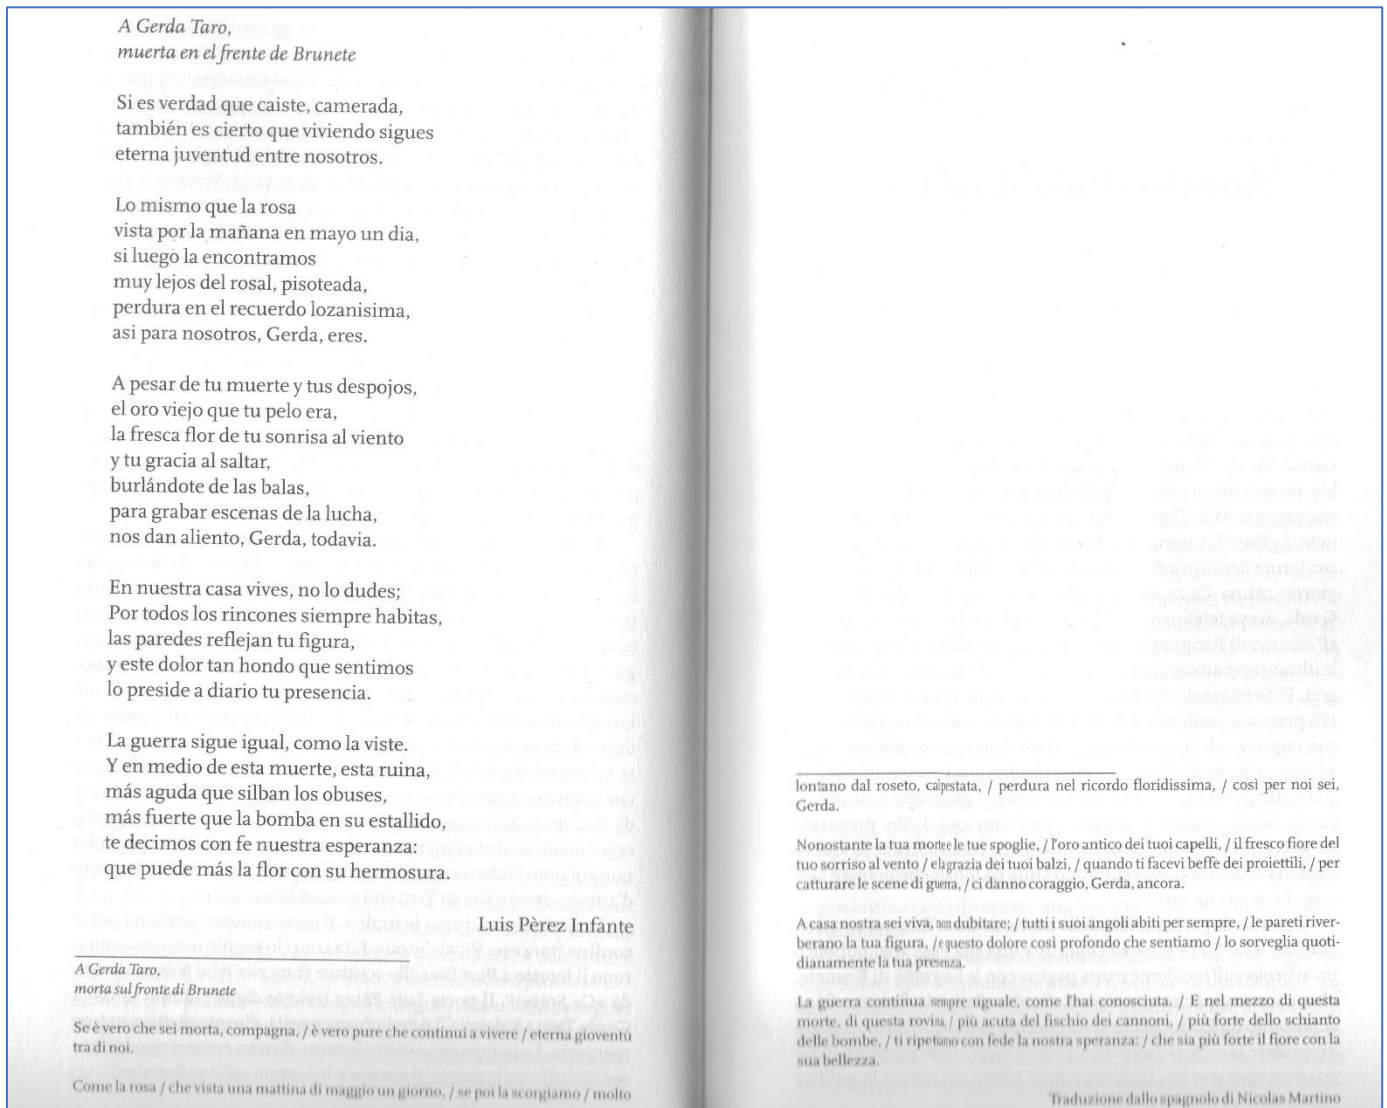 A Gerda Taro,
muerta en el frente de Brunete
Si es verdad que caiste, camerada,
también es cierto que viviendo sigues
eterna juventud entre nosotros.
Lo mismo que la rosa
vista por la mañana en mayo un dia,
si luego la encontramos
muy lejos del rosal, pisoteada,
perdura en el recuerdo lozanisima,
asi para nosotros, Gerda, eres.
A pesar de tu muerte y tus despojos,
el oro viejo que tu pelo era,
la fresca flor de tu sonrisa al viento
y tu gracia al saltar,
burlándote de las balas,
para grabar escenas de la lucha,
nos dan aliento, Gerda, todavia.
En nuestra casa vives, no lo dudes;
Por todos los rincones siempre habitas,
las paredes reflejan tu figura,
y este dolor tan hondo que sentimos
lo preside a diario tu presencia.
La guerra sigue igual, como la viste.
Y en medio de esta muerte, esta ruina,
más aguda que silban los obuses,
más fuerte que la bomba en su estallido,
te decimos con fe nuestra esperanza:
que puede más la flor con su hermosura.
Luis Pèrez Infante
A Gerda Taro,
morta sul fronte di Brunete
Se è vero che sei morta, compagna, / è vero pure che continui a vivere / eterna gioventù
tra di noi.
Come la rosa / che vista una mattina di maggio un giorno, / se poi la scorgiamo / molto
lontano dal roseto, calpestata, / perdura nel ricordo floridissima, / così per noi sei,
Gerda.
Nonostante la tua morte e le tue spoglie, / l'oro antico dei tuoi capelli, / il fresco fiore del
tuo sorriso al vento / e la grazia dei tuoi balzi, / quando ti facevi beffe dei proiettili, / per
catturare le scene di guerra, / ci danno coraggio, Gerda, ancora.
A casa nostra sei viva, non dubitare; / tutti i suoi angoli abiti per sempre, / le pareti river-
berano la tua figura, / e questo dolore così profondo che sentiamo / lo sorveglia quoti-
dianamente la tua presenza.
La guerra continua sempre uguale, come l'hai conosciuta. / E nel mezzo di questa
morte, di questa rovina, / più acuta del fischio dei cannoni, / più forte dello schianto
delle bombe, / ti ripetiamo con fede la nostra speranza: / che sia più forte il fiore con la
sua bellezza.
Traduzione dallo spagnolo di Nicolas Martino